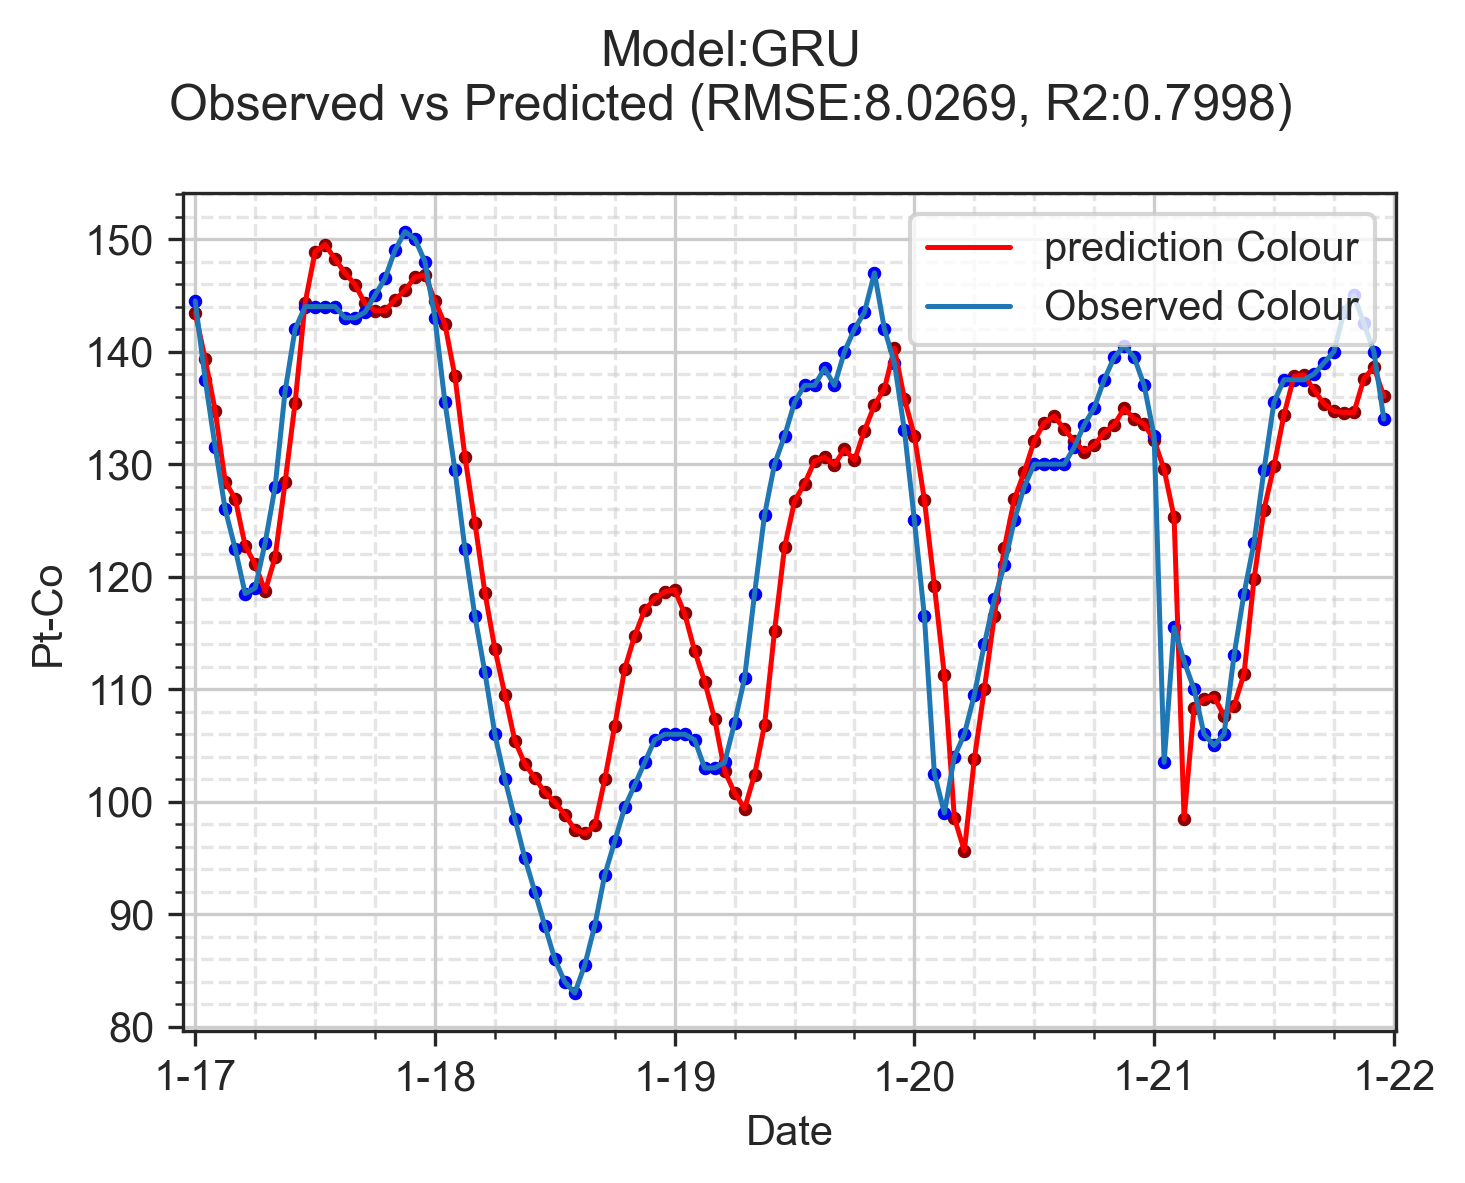 Model:GRU
Observed vs Predicted (RMSE:8.0269, R2:0.7998)
prediction Colour
Observed Colour
Pt-Co
150
140
130
120
110
100
90
80
1-17 1-18 1-19 1-20 1-21 1-22
Date